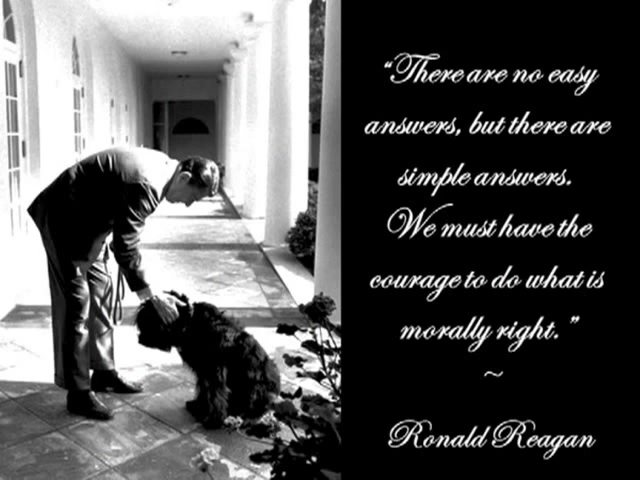 “There are no easy
answers, but there are
simple answers.
We must have the
courage to do what is
morally right.”
~
Ronald Reagan